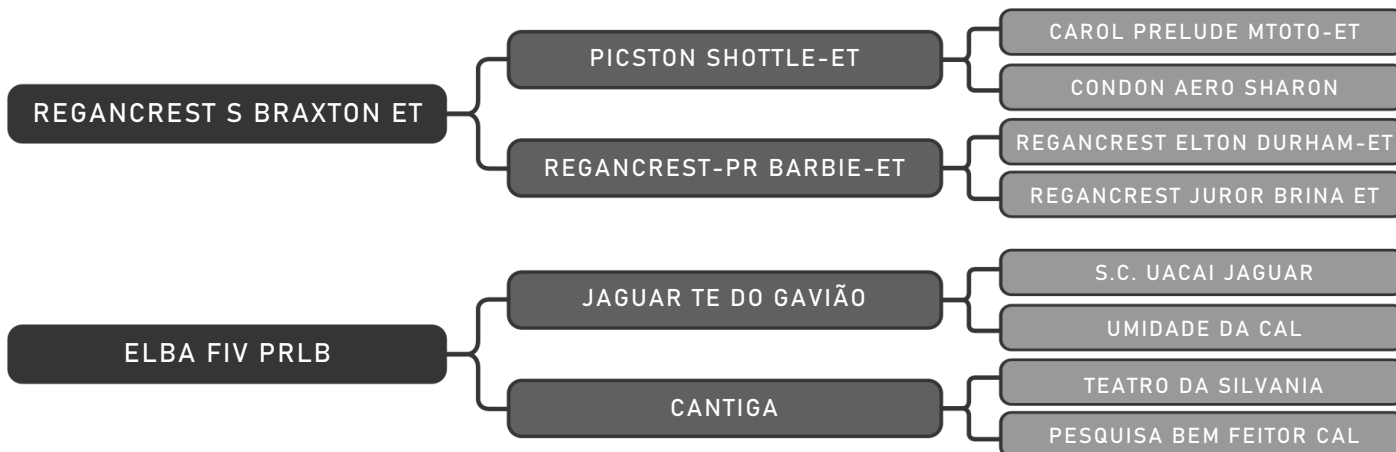 REGANCREST S BRAXTON ET
PICSTON SHOTTLE-ET
CAROL PRELUDE MTOTO-ET
CONDON AERO SHARON
REGANCREST-PR BARBIE-ET
REGANCREST ELTON DURHAM-ET
REGANCREST JUROR BRINA ET
ELBA FIV PRLB
JAGUAR TE DO GAVIÃO
S.C. UACAI JAGUAR
UMIDADE DA CAL
CANTIGA
TEATRO DA SILVANIA
PESQUISA BEM FEITOR CAL